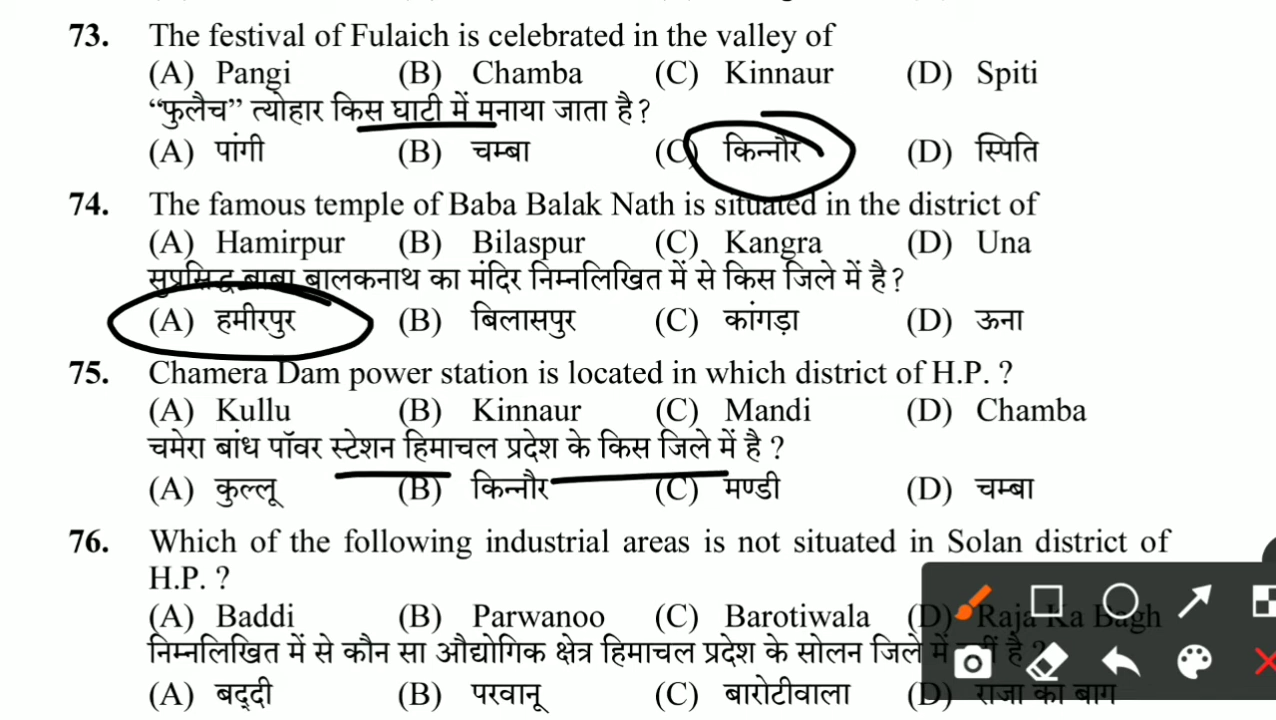 73. The festival of Fulaich is celebrated in the valley of
(A) Pangi (B) Chamba (C) Kinnaur (D) Spiti
“फुलैच” त्योहार किस घाटी में मनाया जाता है?
(A) पांगी (B) चम्बा (C) किन्नौर (D) स्पिति
74. The famous temple of Baba Balak Nath is situated in the district of
(A) Hamirpur (B) Bilaspur (C) Kangra (D) Una
सुप्रसिद्ध बाबा बालकनाथ का मंदिर निम्नलिखित में से किस जिले में है?
(A) हमीरपुर (B) बिलासपुर (C) कांगड़ा (D) ऊना
75. Chamera Dam power station is located in which district of H.P. ?
(A) Kullu (B) Kinnaur (C) Mandi (D) Chamba
चमेरा बांध पॉवर स्टेशन हिमाचल प्रदेश के किस जिले में है ?
(A) कुल्लू (B) किन्नौर (C) मण्डी (D) चम्बा
76. Which of the following industrial areas is not situated in Solan district of
H.P. ?
(A) Baddi (B) Parwanoo (C) Barotiwala (D) Raja Ka Bagh
निम्नलिखित में से कौन सा औद्योगिक क्षेत्र हिमाचल प्रदेश के सोलन जिले में है ?
(A) बद्दी (B) परवानू (C) बारोटीवाला (D) राजा का बाग